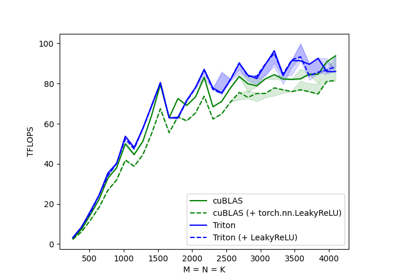 100
80
60
40
20
0
TFLOPS
500 1000 1500 2000 2500 3000 3500 4000
M = N = K
cuBLAS
cuBLAS (+ torch.nn.LeakyReLU)
Triton
Triton (+ LeakyReLU)